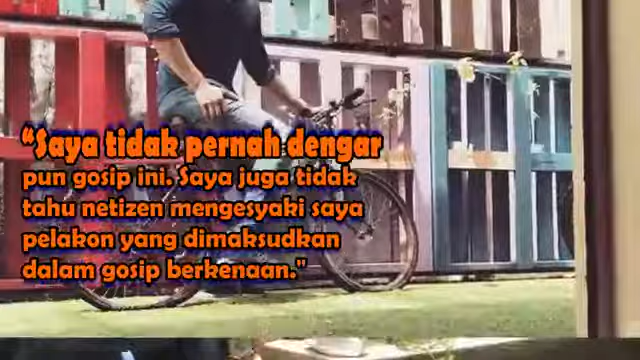 “Saya tidak pernah dengar
pun gosip ini. Saya juga tidak
tahu netizen mengesyaki saya
pelakon yang dimaksudkan
dalam gosip berkenaan."